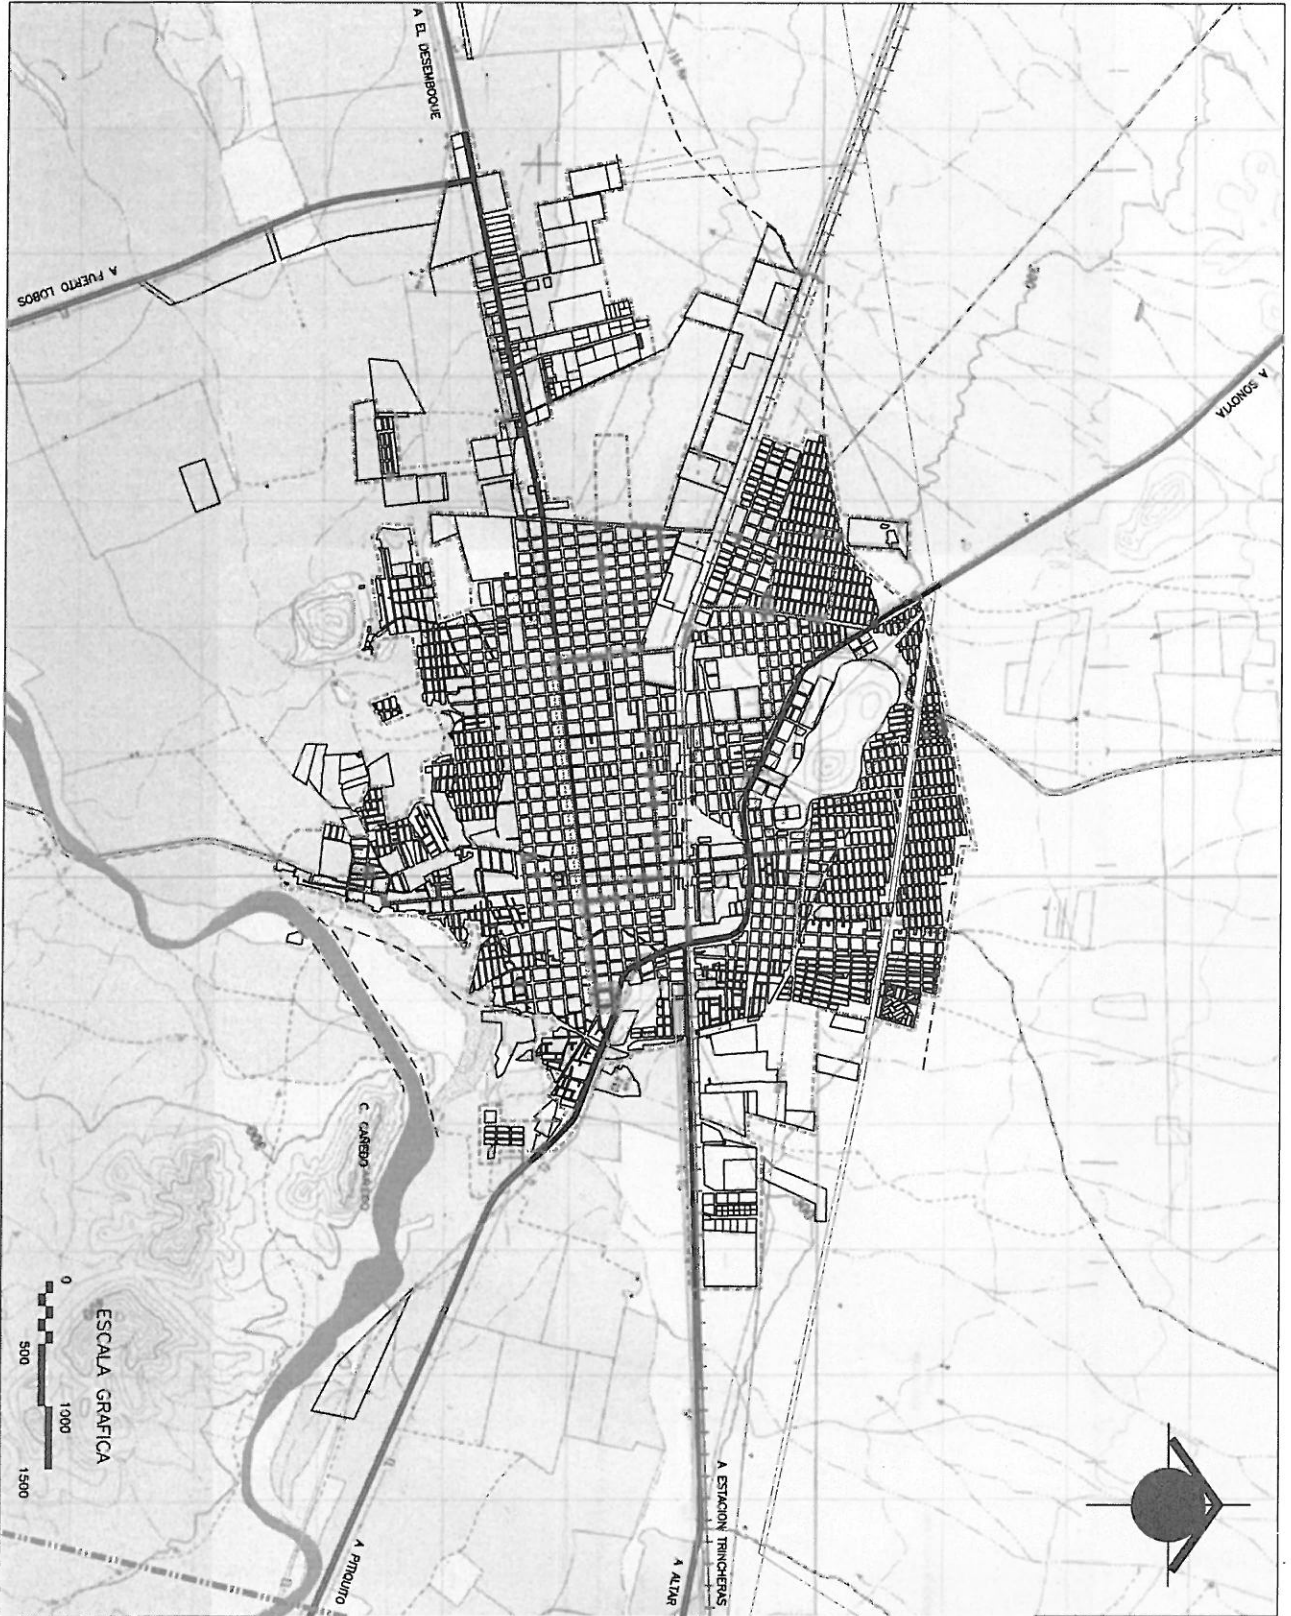 A EL DESEMBOQUE
A PUERTO LOBOS
A SONOYTA
C. CAÑEDO
ESCALA GRAFICA
0
500
1000
1500
A PITIQUITO
A ESTACION TRINCHERAS
A ALTAR